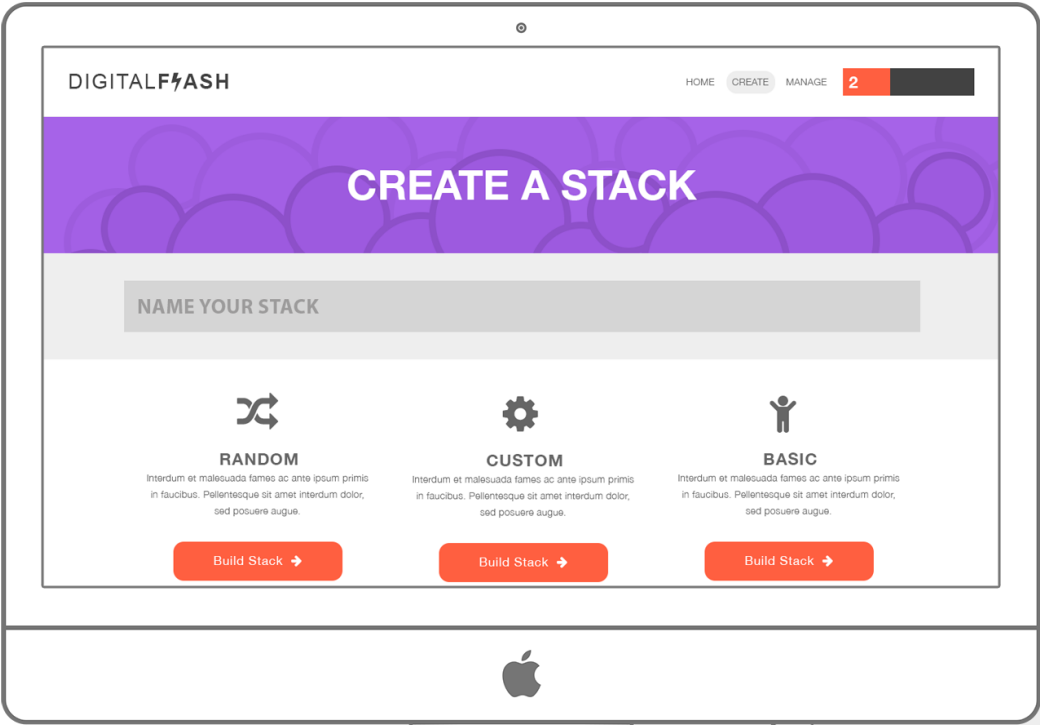 DIGITALFLASH
HOME CREATE MANAGE 2
CREATE A STACK
NAME YOUR STACK
RANDOM
Interdum et malesuada fames ac ante ipsum primis
in faucibus. Pellentesque sit amet interdum dolor,
sed posuere augue.
Build Stack
CUSTOM
Interdum et malesuada fames ac ante ipsum primis
in faucibus. Pellentesque sit amet interdum dolor,
sed posuere augue.
Build Stack
BASIC
Interdum et malesuada fames ac ante ipsum primis
in faucibus. Pellentesque sit amet interdum dolor,
sed posuere augue.
Build Stack